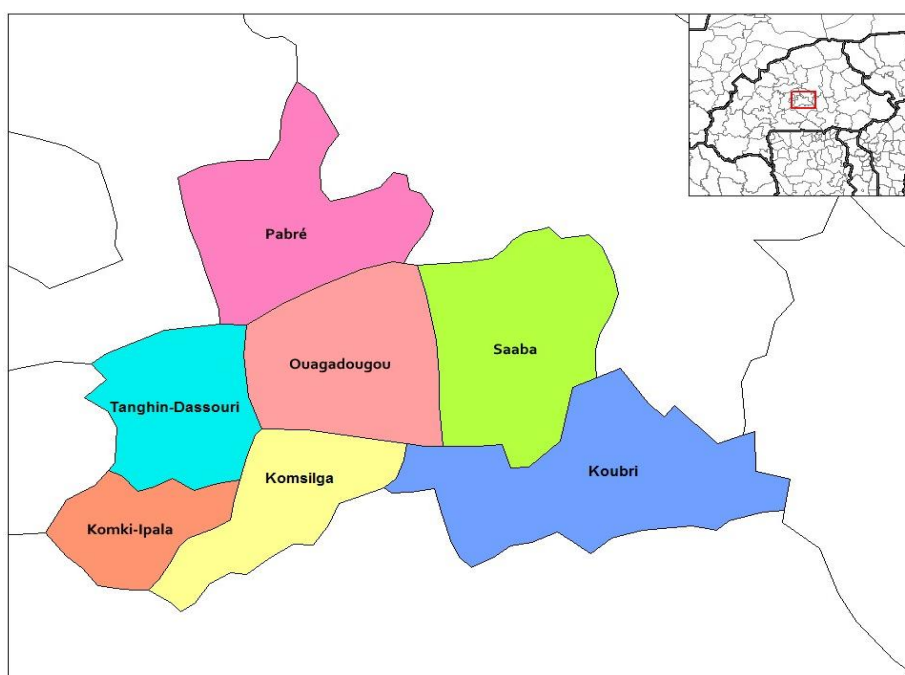 Pabré
Saaba
Ouagadougou
Tanghin-Dassouri
Koubri
Komsilga
Komki-Ipala